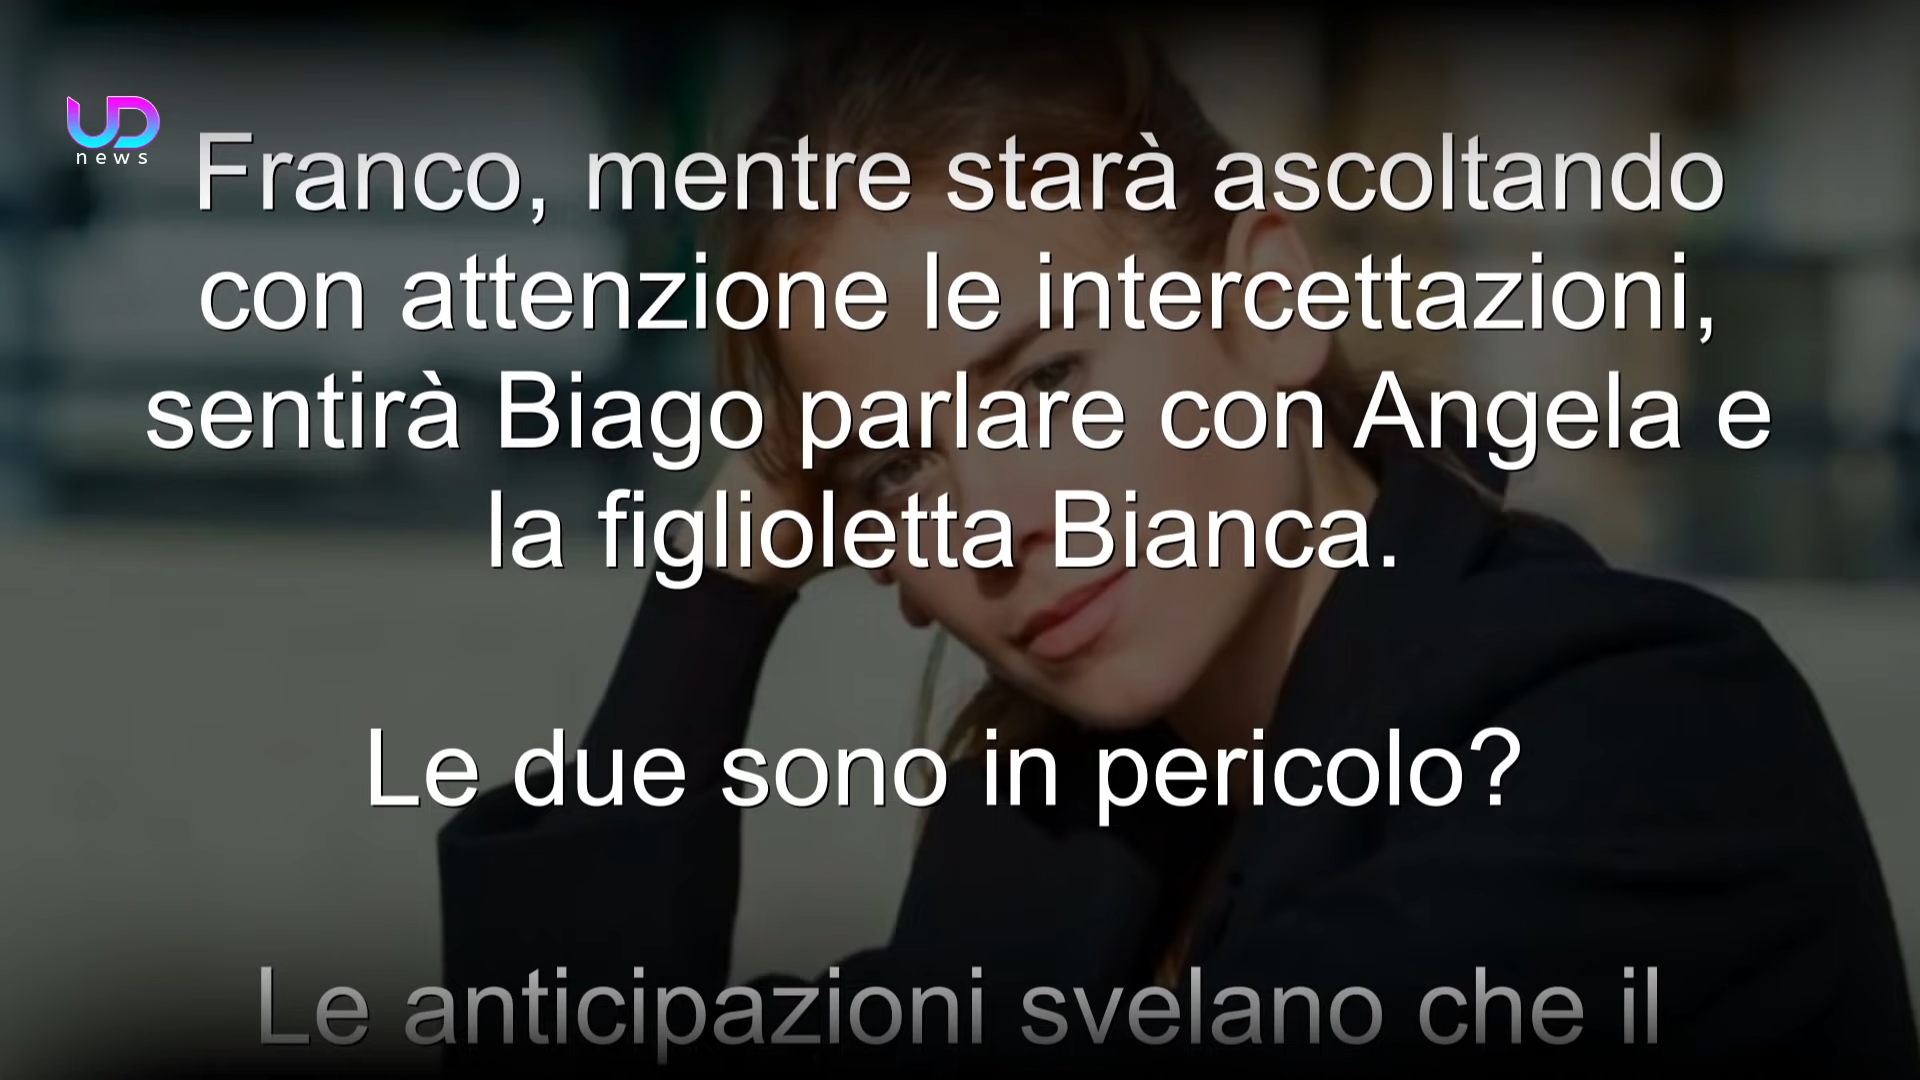 UD
news
Franco, mentre starà ascoltando
con attenzione le intercettazioni,
sentirà Biago parlare con Angela e
la figlioletta Bianca.
Le due sono in pericolo?
Le anticipazioni svelano che il